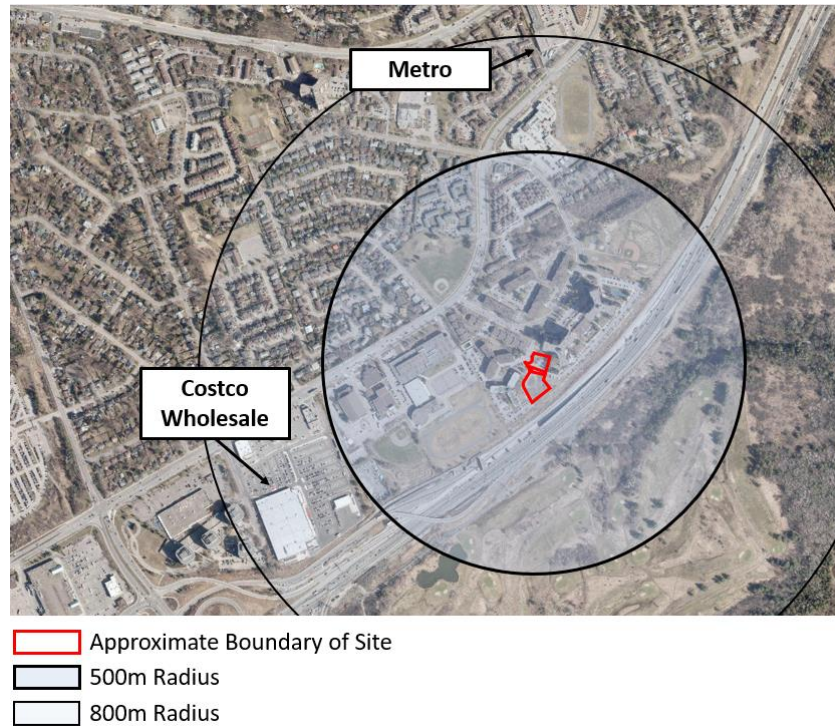 Metro
Costco
Wholesale
Approximate Boundary of Site
500m Radius
800m Radius